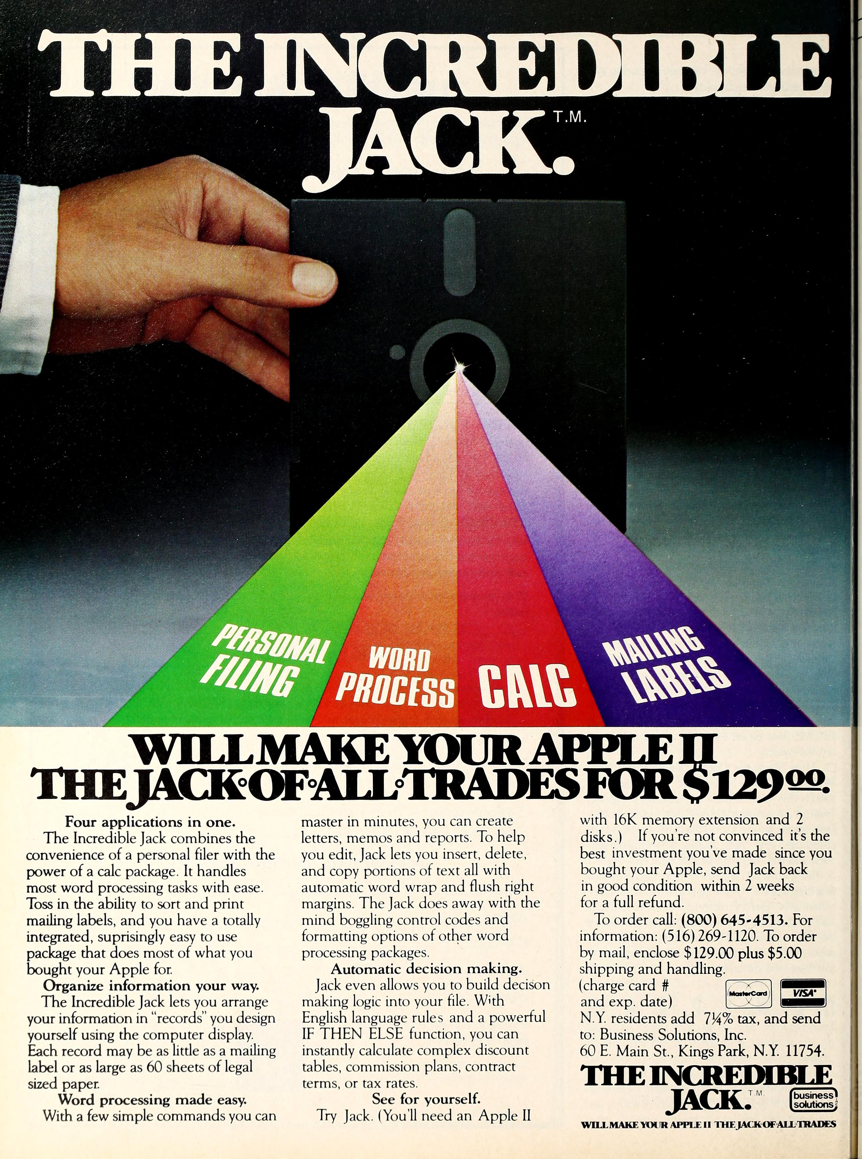 THE INCREDIBLE
JACK.T.M.
PERSONAL
FILING
WORD
PROCESS
CALC
MAILING
LABELS
WILL MAKE YOUR APPLE II
THE JACK·OF·ALL·TRADES FOR $12900.
Four applications in one.
The Incredible Jack combines the
convenience of a personal filer with the
power of a calc package. It handles
most word processing tasks with ease.
Toss in the ability to sort and print
mailing labels, and you have a totally
integrated, suprisingly easy to use
package that does most of what you
bought your Apple for.
Organize information your way.
The Incredible Jack lets you arrange
your information in "records" you design
yourself using the computer display.
Each record may be as little as a mailing
label or as large as 60 sheets of legal
sized paper.
Word processing made easy.
With a few simple commands you can
master in minutes, you can create
letters, memos and reports. To help
you edit, Jack lets you insert, delete,
and copy portions of text all with
automatic word wrap and flush right
margins. The Jack does away with the
mind boggling control codes and
formatting options of other word
processing packages.
Automatic decision making.
Jack even allows you to build decison
making logic into your file. With
English language rules and a powerful
IF THEN ELSE function, you can
instantly calculate complex discount
tables, commission plans, contract
terms, or tax rates.
See for yourself.
Try Jack. (You'll need an Apple II
with 16K memory extension and 2
disks.) If you're not convinced it's the
best investment you've made since you
bought your Apple, send Jack back
in good condition within 2 weeks
for a full refund.
To order call: (800) 645-4513. For
information: (516) 269-1120. To order
by mail, enclose $129.00 plus $5.00
shipping and handling.
(charge card #
and exp. date)
MasterCard
VISA
N.Y. residents add 7¼% tax, and send
to: Business Solutions, Inc.
60 E. Main St., Kings Park, N.Y. 11754.
THE INCREDIBLE
JACK.T.M.
business
solutions
WILL MAKE YOUR APPLE II THE JACK·OF·ALL·TRADES